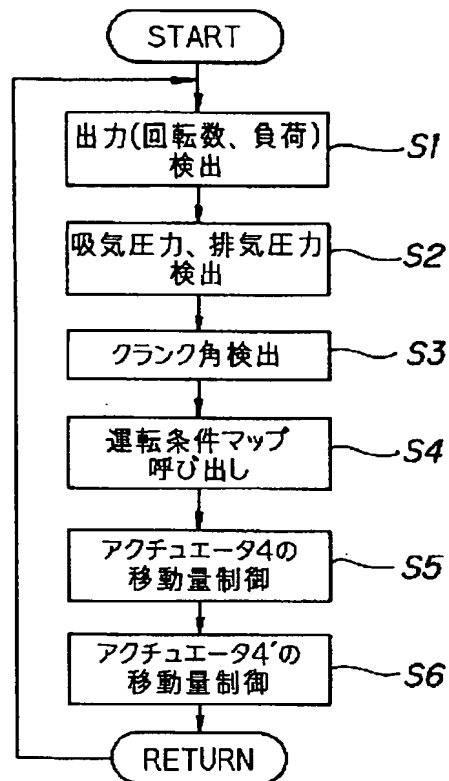 START
出力(回転数、負荷)
検出
S1
吸気圧力、排気圧力
検出
S2
クランク角検出
S3
運転条件マップ
呼び出し
S4
アクチュエータ4の
移動量制御
S5
アクチュエータ4'の
移動量制御
S6
RETURN